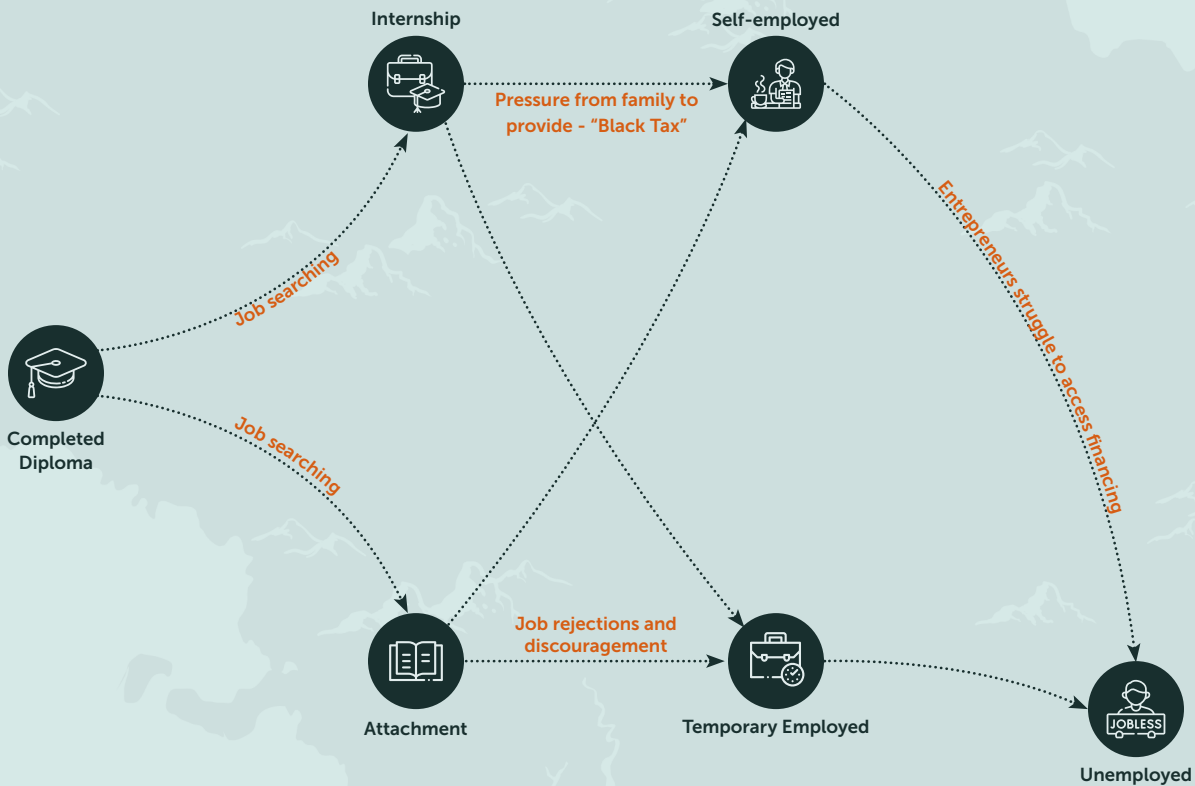 Internship
Self-employed
Pressure from family to
provide - “Black Tax”
Job searching
Entrepreneurs struggle to access financing
Completed
Diploma
Job searching
Job rejections and
discouragement
Attachment
Temporary Employed
JOBLESS
Unemployed